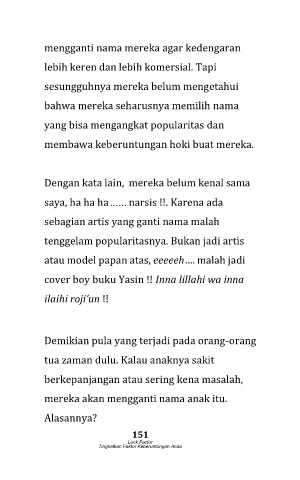 mengganti nama mereka agar kedengaran
lebih keren dan lebih komersial. Tapi
sesungguhnya mereka belum mengetahui
bahwa mereka seharusnya memilih nama
yang bisa mengangkat popularitas dan
membawa keberuntungan hoki buat mereka.
Dengan kata lain, mereka belum kenal sama
saya, ha ha ha ...... narsis !!. Karena ada
sebagian artis yang ganti nama malah
tenggelam popularitasnya. Bukan jadi artis
atau model papan atas, eeeeeh.... malah jadi
cover boy buku Yasin !! Inna lillahi wa inna
ilaihi roji'un !!
Demikian pula yang terjadi pada orang-orang
tua zaman dulu. Kalau anaknya sakit
berkepanjangan atau sering kena masalah,
mereka akan mengganti nama anak itu.
Alasannya?
151
Luck Factor
Tingkatkan Faktor Keberuntungan Anda